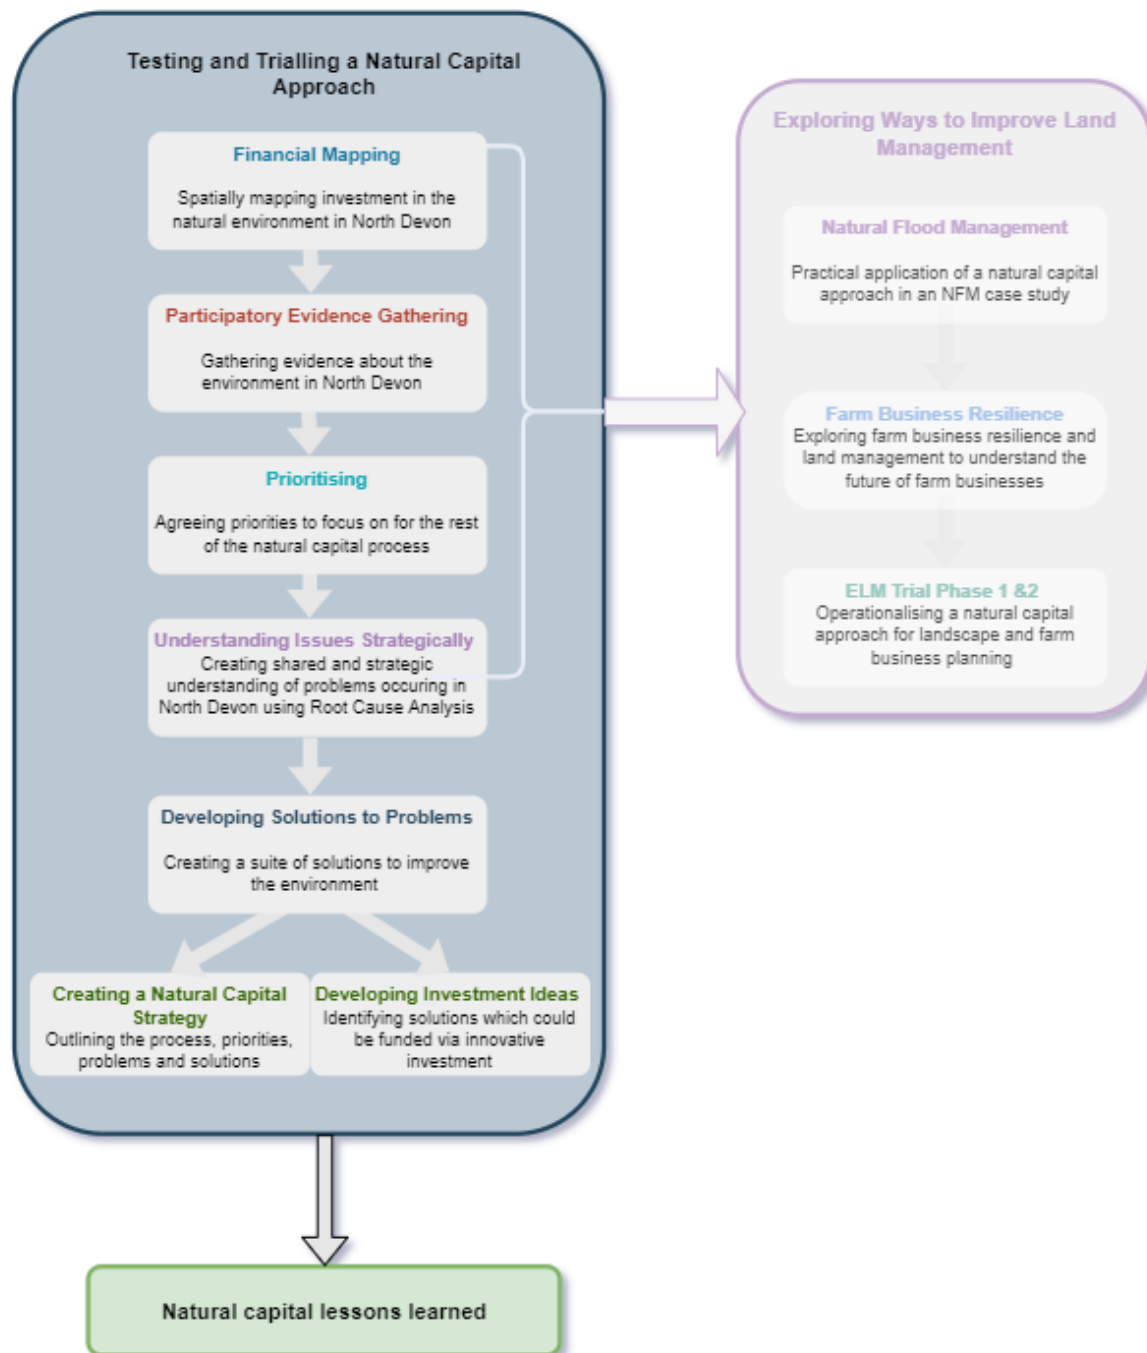 Testing and Trialling a Natural Capital
Approach
Financial Mapping
Spatially mapping investment in the
natural environment in North Devon
Participatory Evidence Gathering
Gathering evidence about the
environment in North Devon
Prioritising
Agreeing priorities to focus on for the rest
of the natural capital process
Understanding Issues Strategically
Creating shared and strategic
understanding of problems occuring in
North Devon using Root Cause Analysis
Developing Solutions to Problems
Creating a suite of solutions to improve
the environment
Creating a Natural Capital
Strategy
Outlining the process, priorities,
problems and solutions
Developing Investment Ideas
Identifying solutions which could
be funded via innovative
investment
Exploring Ways to Improve Land
Management
Natural Flood Management
Practical application of a natural capital
approach in an NFM case study
Farm Business Resilience
Exploring farm business resilience and
land management to understand the
future of farm businesses
ELM Trial Phase 1 &2
Operationalising a natural capital
approach for landscape and farm
business planning
Natural capital lessons learned